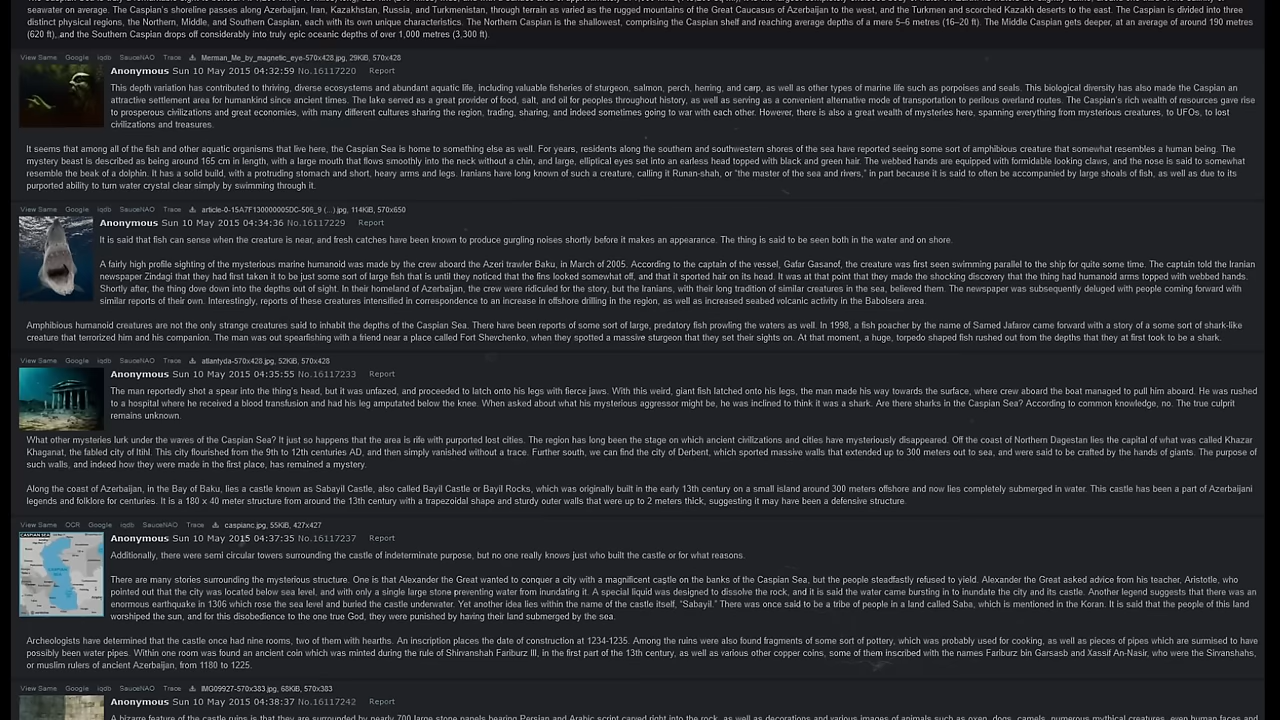 distinct physical regions, the Northern, Middle, and Southern Caspian, each with its own unique characteristics. The Northern Caspian is the shallowest, comprising the Caspian shelf and reaching average depths of a mere 5–6 metres (16–20 ft). The Middle Caspian gets deeper, at an average of around 190 metres
(620 ft),,and the Southern Caspian drops off considerably into truly epic oceanic depths of over 1,000 metres (3,300 ft).
View Same Google iqdb SauceNAO Trace Merman_Me_by_magnetic_eye-570x428.jpg, 29KiB, 570x428
Anonymous Sun 10 May 2015 04:32:59 No.16117220 Report
This depth variation has contributed to thriving, diverse ecosystems and abundant aquatic life, including valuable fisheries of sturgeon, salmon, perch, herring, and carp, as well as other types of marine life such as porpoises and seals. This biological diversity has also made the Caspian an
attractive settlement area for humankind since ancient times. The lake served as a great provider of food, salt, and oil for peoples throughout history, as well as serving as a convenient alternative mode of transportation to perilous overland routes. The Caspian's rich wealth of resources gave rise
to prosperous civilizations and great economies, with many different cultures sharing the region, trading, sharing, and indeed sometimes going to war with each other. However, there is also a great wealth of mysteries here, spanning everything from mysterious creatures, to UFOs, to lost
civilizations and treasures.
It seems that among all of the fish and other aquatic organisms that live here, the Caspian Sea is home to something else as well. For years, residents along the southern and southwestern shores of the sea have reported seeing some sort of amphibious creature that somewhat resembles a human being. The
mystery beast is described as being around 165 cm in length, with a large mouth that flows smoothly into the neck without a chin, and large, elliptical eyes set into an earless head topped with black and green hair. The webbed hands are equipped with formidable looking claws, and the nose is said to somewhat
resemble the beak of a dolphin. It has a solid build, with a protruding stomach and short, heavy arms and legs. Iranians have long known of such a creature, calling it Runan-shah, or "the master of the sea and rivers," in part because it is said to often be accompanied by large shoals of fish, as well as due to its
purported ability to turn water crystal clear simply by swimming through it.
View Same Google iqdb SauceNAO Trace article-0-15A7F130000005DC-506_9 (...).jpg, 114KiB, 570x650
Anonymous Sun 10 May 2015 04:34:36 No.16117229 Report
It is said that fish can sense when the creature is near, and fresh catches have been known to produce gurgling noises shortly before it makes an appearance. The thing is said to be seen both in the water and on shore.
A fairly high profile sighting of the mysterious marine humanoid was made by the crew aboard the Azeri trawler Baku, in March of 2005. According to the captain of the vessel, Gafar Gasanof, the creature was first seen swimming parallel to the ship for quite some time. The captain told the Iranian
newspaper Zindagi that they had first taken it to be just some sort of large fish that is until they noticed that the fins looked somewhat off, and that it sported hair on its head. It was at that point that they made the shocking discovery that the thing had humanoid arms topped with webbed hands.
Shortly after, the thing dove down into the depths out of sight. In their homeland of Azerbaijan, the crew were ridiculed for the story, but the Iranians, with their long tradition of similar creatures in the sea, believed them. The newspaper was subsequently deluged with people coming forward with
similar reports of their own. Interestingly, reports of these creatures intensified in correspondence to an increase in offshore drilling in the region, as well as increased seabed volcanic activity in the Babolsera area.
Amphibious humanoid creatures are not the only strange creatures said to inhabit the depths of the Caspian Sea. There have been reports of some sort of large, predatory fish prowling the waters as well. In 1998, a fish poacher by the name of Samed Jafarov came forward with a story of a some sort of shark-like
creature that terrorized him and his companion. The man was out spearfishing with a friend near a place called Fort Shevchenko, when they spotted a massive sturgeon that they set their sights on. At that moment, a huge, torpedo shaped fish rushed out from the depths that they at first took to be a shark.
View Same Google iqdb SauceNAO Trace atlantyda-570x428.jpg, 52KiB, 570x428
Anonymous Sun 10 May 2015 04:35:55 No.16117233 Report
The man reportedly shot a spear into the thing's head, but it was unfazed, and proceeded to latch onto his legs with fierce jaws. With this weird, giant fish latched onto his legs, the man made his way towards the surface, where crew aboard the boat managed to pull him aboard. He was rushed
to a hospital where he received a blood transfusion and had his leg amputated below the knee. When asked about what his mysterious aggressor might be, he was inclined to think it was a shark. Are there sharks in the Caspian Sea? According to common knowledge, no. The true culprit
remains unknown.
What other mysteries lurk under the waves of the Caspian Sea? It just so happens that the area is rife with purported lost cities. The region has long been the stage on which ancient civilizations and cities have mysteriously disappeared. Off the coast of Northern Dagestan lies the capital of what was called Khazar
Khaganat, the fabled city of Itihl. This city flourished from the 9th to 12th centuries AD, and then simply vanished without a trace. Further south, we can find the city of Derbent, which sported massive walls that extended up to 300 meters out to sea, and were said to be crafted by the hands of giants. The purpose of
such walls, and indeed how they were made in the first place, has remained a mystery.
Along the coast of Azerbaijan, in the Bay of Baku, lies a castle known as Sabayil Castle, also called Bayil Castle or Bayil Rocks, which was originally built in the early 13th century on a small island around 300 meters offshore and now lies completely submerged in water. This castle has been a part of Azerbaijani
legends and folklore for centuries. It is a 180 x 40 meter structure from around the 13th century with a trapezoidal shape and sturdy outer walls that were up to 2 meters thick, suggesting it may have been a defensive structure.
View Same OCR Google iqdb SauceNAO Trace caspianc.jpg, 55KiB, 427x427
CASPIAN SEA
Anonymous Sun 10 May 2015 04:37:35 No.16117237 Report
Additionally, there were semi circular towers surrounding the castle of indeterminate purpose, but no one really knows just who built the castle or for what reasons.
There are many stories surrounding the mysterious structure. One is that Alexander the Great wanted to conquer a city with a magnificent castle on the banks of the Caspian Sea, but the people steadfastly refused to yield. Alexander the Great asked advice from his teacher, Aristotle, who
pointed out that the city was located below sea level, and with only a single large stone preventing water from inundating it. A special liquid was designed to dissolve the rock, and it is said the water came bursting in to inundate the city and its castle. Another legend suggests that there was an
enormous earthquake in 1306 which rose the sea level and buried the castle underwater. Yet another idea lies within the name of the castle itself, "Sabayil." There was once said to be a tribe of people in a land called Saba, which is mentioned in the Koran. It is said that the people of this land
worshiped the sun, and for this disobedience to the one true God, they were punished by having their land submerged by the sea.
Archeologists have determined that the castle once had nine rooms, two of them with hearths. An inscription places the date of construction at 1234-1235. Among the ruins were also found fragments of some sort of pottery, which was probably used for cooking, as well as pieces of pipes which are surmised to have
possibly been water pipes. Within one room was found an ancient coin which was minted during the rule of Shirvanshah Fariburz III, in the first part of the 13th century, as well as various other copper coins, some of them inscribed with the names Fariburz bin Garsasb and Xassif An-Nasir, who were the Sirvanshahs,
or muslim rulers of ancient Azerbaijan, from 1180 to 1225.
View Same Google iqdb SauceNAO Trace IMG09927-570x383.jpg, 68KiB, 570x383
Anonymous Sun 10 May 2015 04:38:37 No.16117242 Report
A bizarre feature of the castle ruins is that they are surrounded by nearly 700 large stone panels bearing Persian and Arabic script carved right into the rock, as well as decorations and various images of animals such as oxen, dogs, camels, numerous mythical creatures, even human faces and